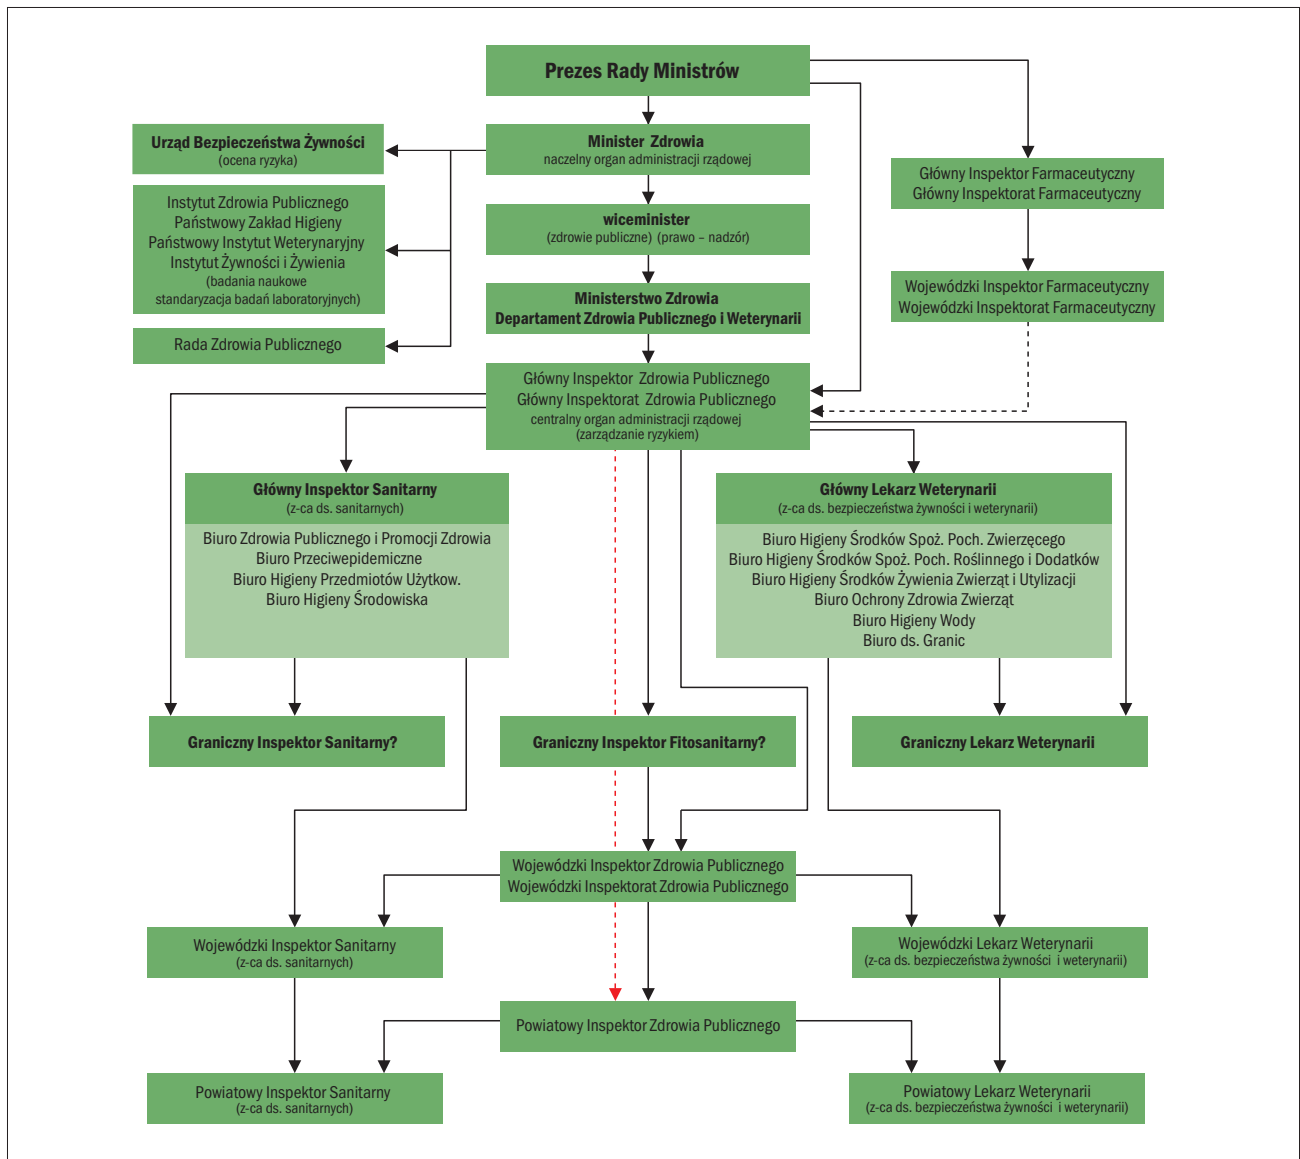 Prezes Rady Ministrów
Urząd Bezpieczeństwa Żywności
(ocena ryzyka)
Minister Zdrowia
naczelny organ administracji rządowej
Główny Inspektor Farmaceutyczny
Główny Inspektorat Farmaceutyczny
Instytut Zdrowia Publicznego
Państwowy Zakład Higieny
Państwowy Instytut Weterynaryjny
Instytut Żywności i Żywienia
(badania naukowe
standaryzacja badań laboratoryjnych)
wiceminister
(zdrowie publiczne) (prawo – nadzór)
Ministerstwo Zdrowia
Departament Zdrowia Publicznego i Weterynarii
Wojewódzki Inspektor Farmaceutyczny
Wojewódzki Inspektorat Farmaceutyczny
Rada Zdrowia Publicznego
Główny Inspektor Zdrowia Publicznego
Główny Inspektorat Zdrowia Publicznego
centralny organ administracji rządowej
(zarządzanie ryzykiem)
Główny Inspektor Sanitarny
(z-ca ds. sanitarnych)
Biuro Zdrowia Publicznego i Promocji Zdrowia
Biuro Przeciwepidemiczne
Biuro Higieny Przedmiotów Użytkow.
Biuro Higieny Środowiska
Główny Lekarz Weterynarii
(z-ca ds. bezpieczeństwa żywności i weterynarii)
Biuro Higieny Środków Spoż. Poch. Zwierzęcego
Biuro Higieny Środków Spoż. Poch. Roślinnego i Dodatków
Biuro Higieny Środków Żywienia Zwierząt i Utylizacji
Biuro Ochrony Zdrowia Zwierząt
Biuro Higieny Wody
Biuro ds. Granic
Graniczny Inspektor Sanitarny?
Graniczny Inspektor Fitosanitarny?
Graniczny Lekarz Weterynarii
Wojewódzki Inspektor Zdrowia Publicznego
Wojewódzki Inspektorat Zdrowia Publicznego
Wojewódzki Inspektor Sanitarny
(z-ca ds. sanitarnych)
Wojewódzki Lekarz Weterynarii
(z-ca ds. bezpieczeństwa żywności i weterynarii)
Powiatowy Inspektor Zdrowia Publicznego
Powiatowy Inspektor Sanitarny
(z-ca ds. sanitarnych)
Powiatowy Lekarz Weterynarii
(z-ca ds. bezpieczeństwa żywności i weterynarii)